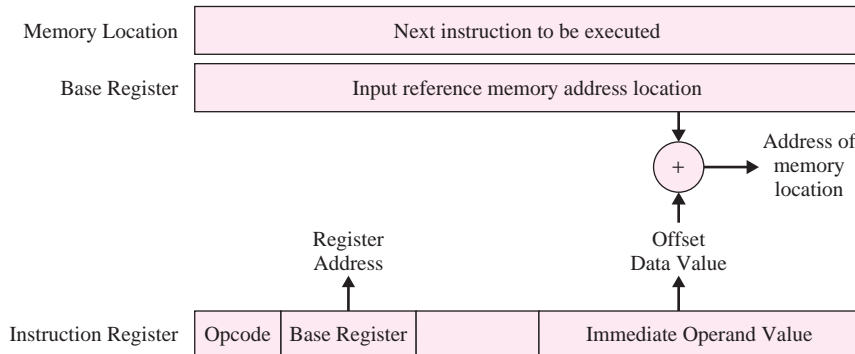 Memory Location
Next instruction to be executed
Base Register
Input reference memory address location
+
Address of
memory
location
Register
Address
Offset
Data Value
Instruction Register
Opcode
Base Register
Immediate Operand Value